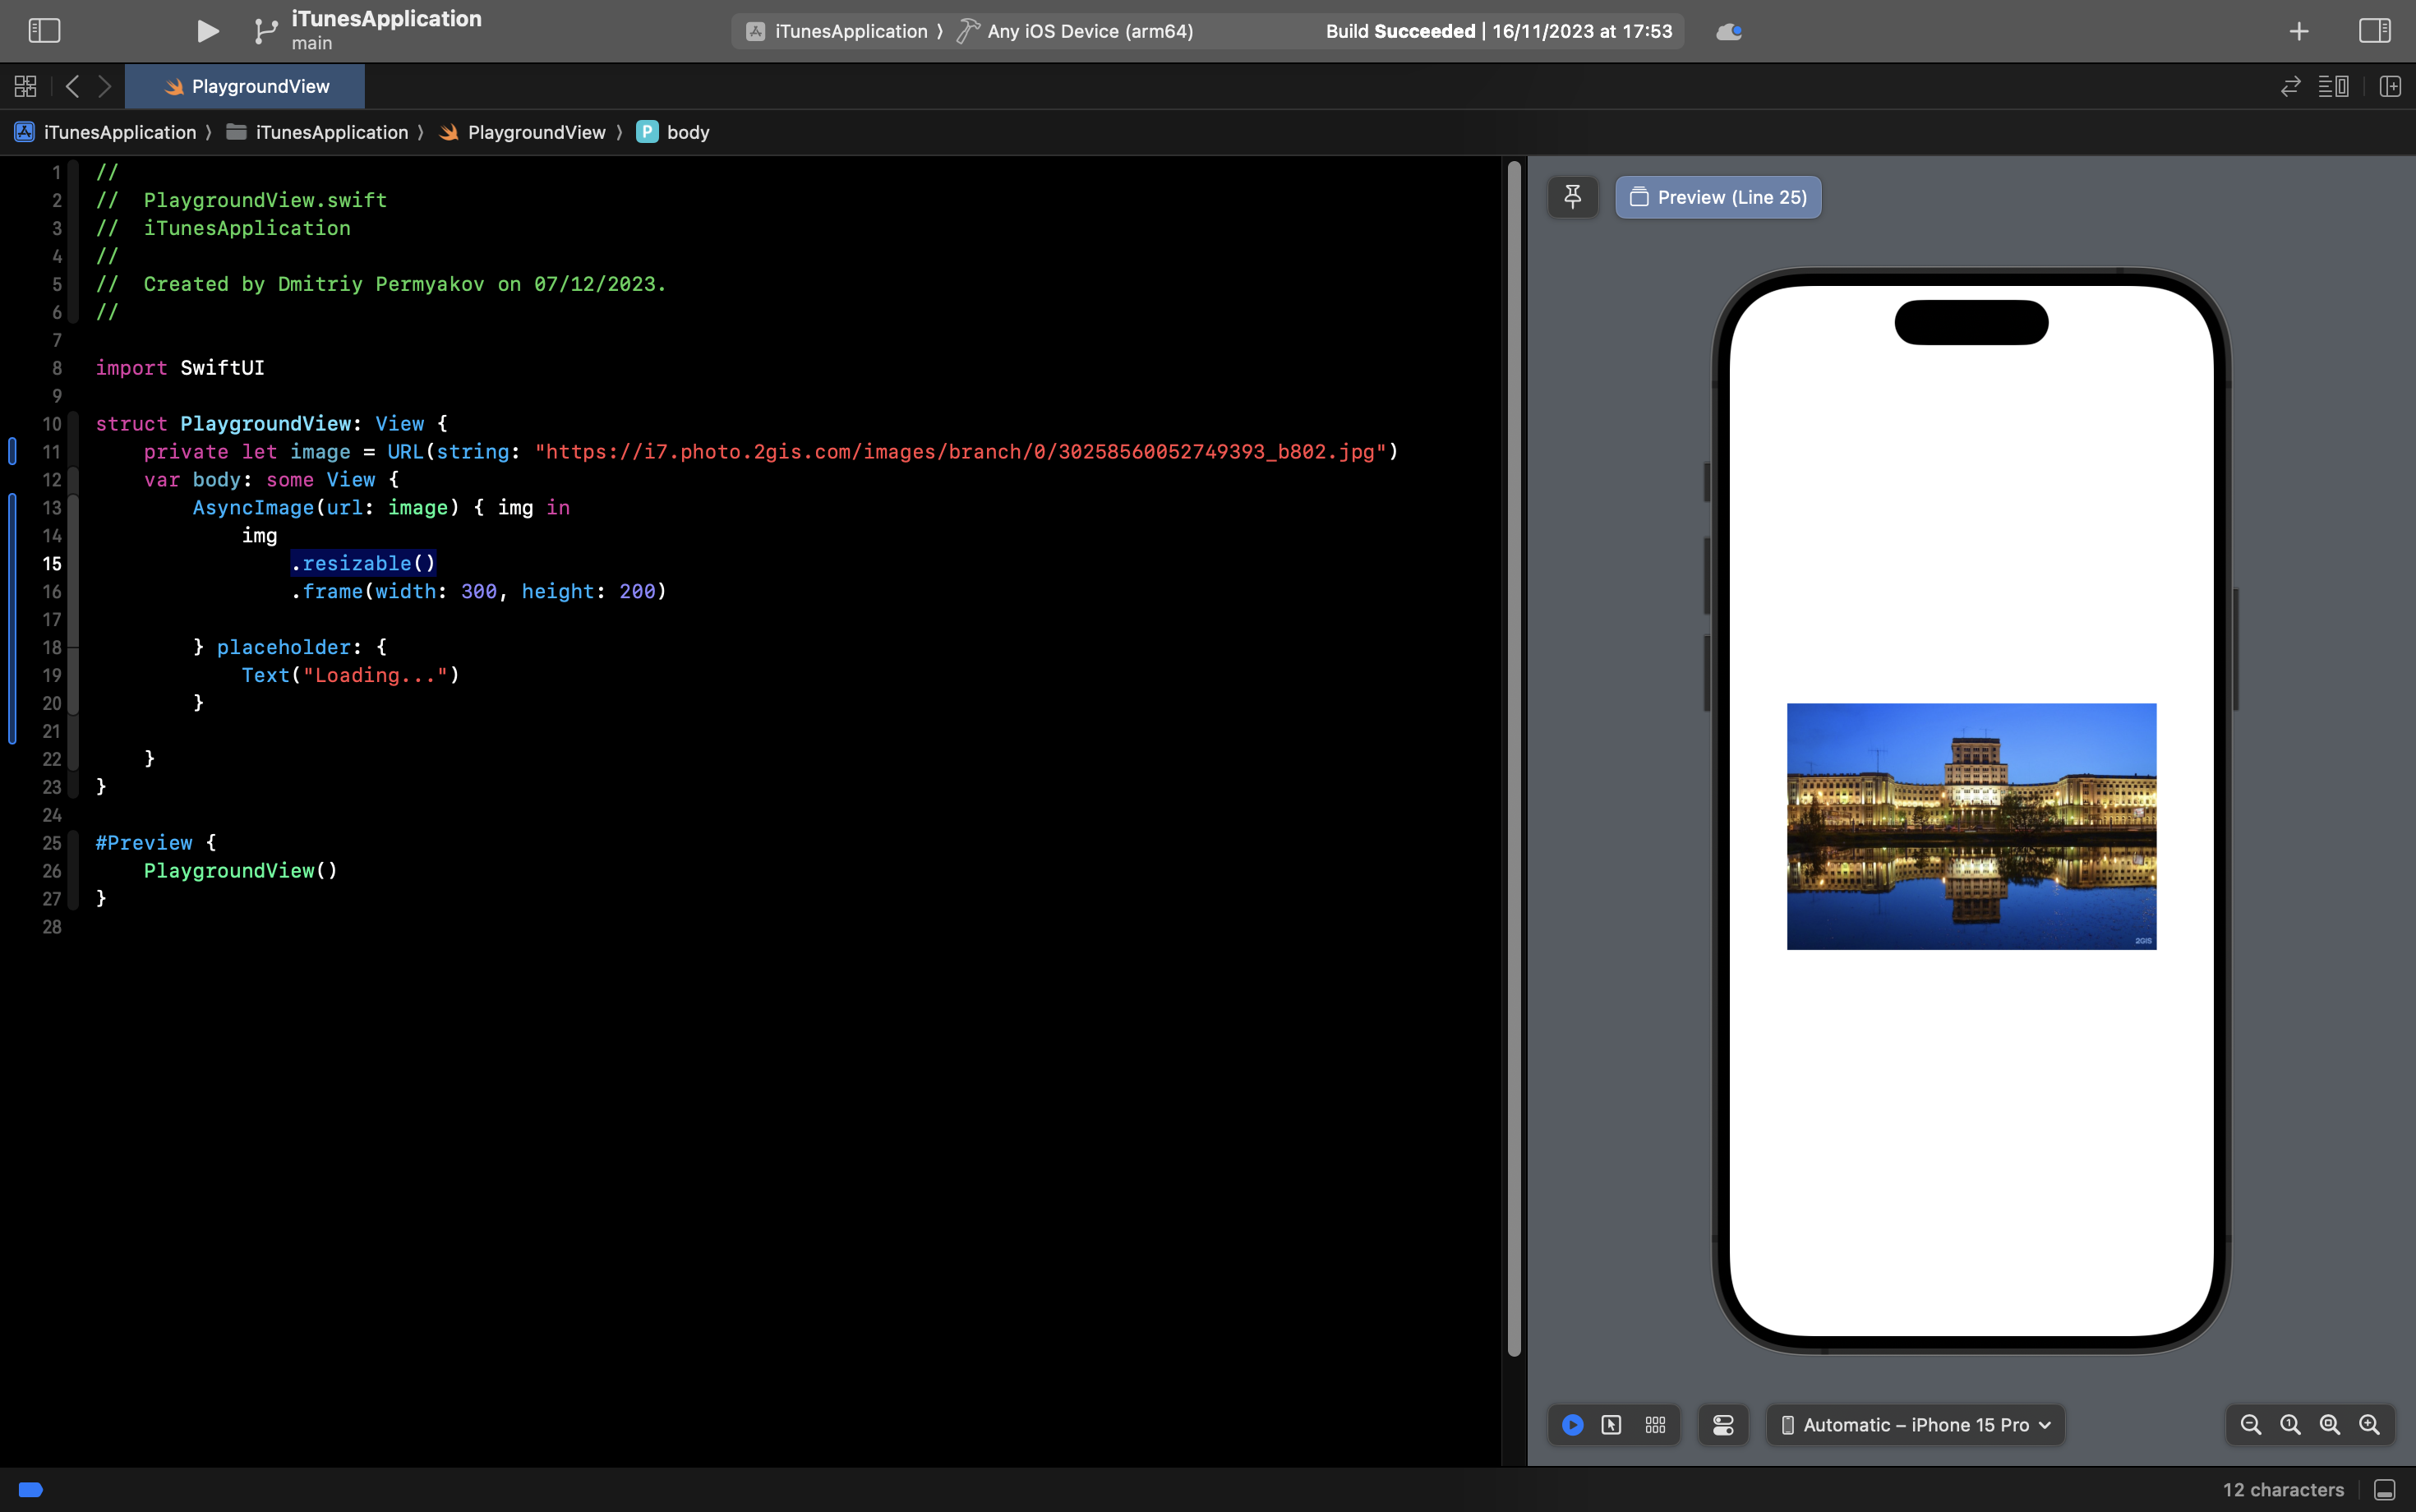 iTunesApplication
main
iTunesApplication ⟩ Any iOS Device (arm64)
Build Succeeded | 16/11/2023 at 17:53
PlaygroundView
iTunesApplication ⟩ iTunesApplication ⟩ PlaygroundView ⟩ P body
1 //
2 //  PlaygroundView.swift
3 //  iTunesApplication
4 //
5 //  Created by Dmitriy Permyakov on 07/12/2023.
6 //
7
8 import SwiftUI
9
10 struct PlaygroundView: View {
11     private let image = URL(string: "https://i7.photo.2gis.com/images/branch/0/30258560052749393_b802.jpg")
12     var body: some View {
13         AsyncImage(url: image) { img in
14             img
15                 .resizable()
16                 .frame(width: 300, height: 200)
17
18         } placeholder: {
19             Text("Loading...")
20         }
21
22     }
23 }
24
25 #Preview {
26     PlaygroundView()
27 }
28
Preview (Line 25)
2GIS
Automatic – iPhone 15 Pro
12 characters